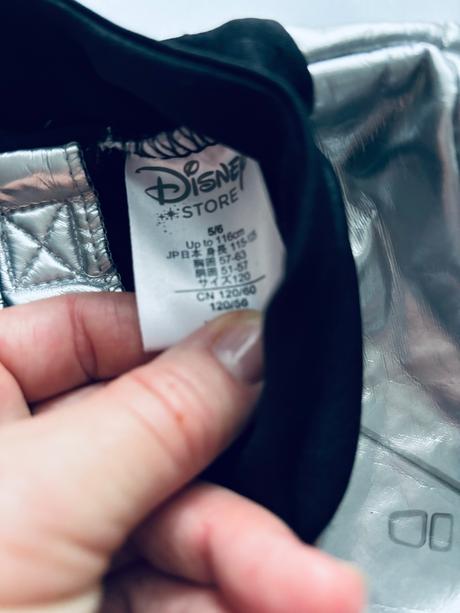 Disney
STORE
5/6
Up to 116cm
JP日本 身長 115-125
胸囲 57-63
胴囲 51-57
サイズ120
CN 120/60
120/56